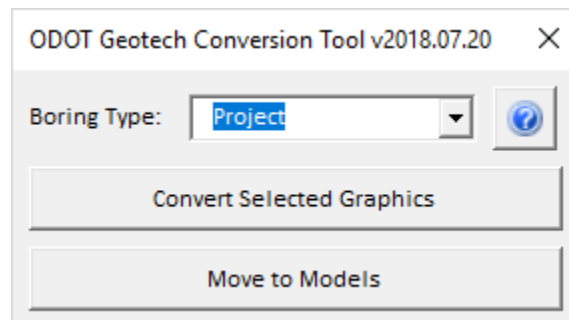 ODOT Geotech Conversion Tool v2018.07.20
Boring Type: Project
Convert Selected Graphics
Move to Models